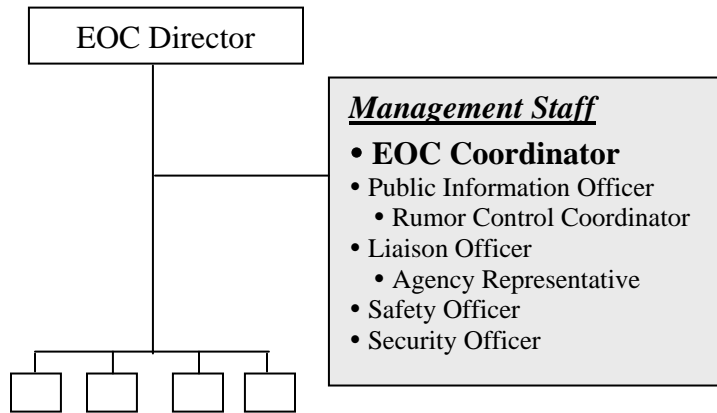 EOC Director
Management Staff
• EOC Coordinator
• Public Information Officer
• Rumor Control Coordinator
• Liaison Officer
• Agency Representative
• Safety Officer
• Security Officer